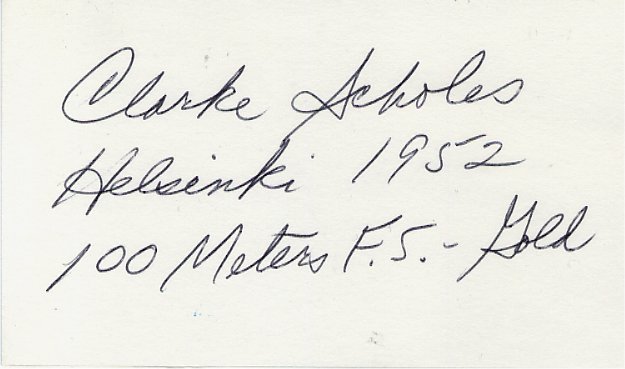 Clarke Scholes
Helsinki 1952
100 Meters F.S. - Gold